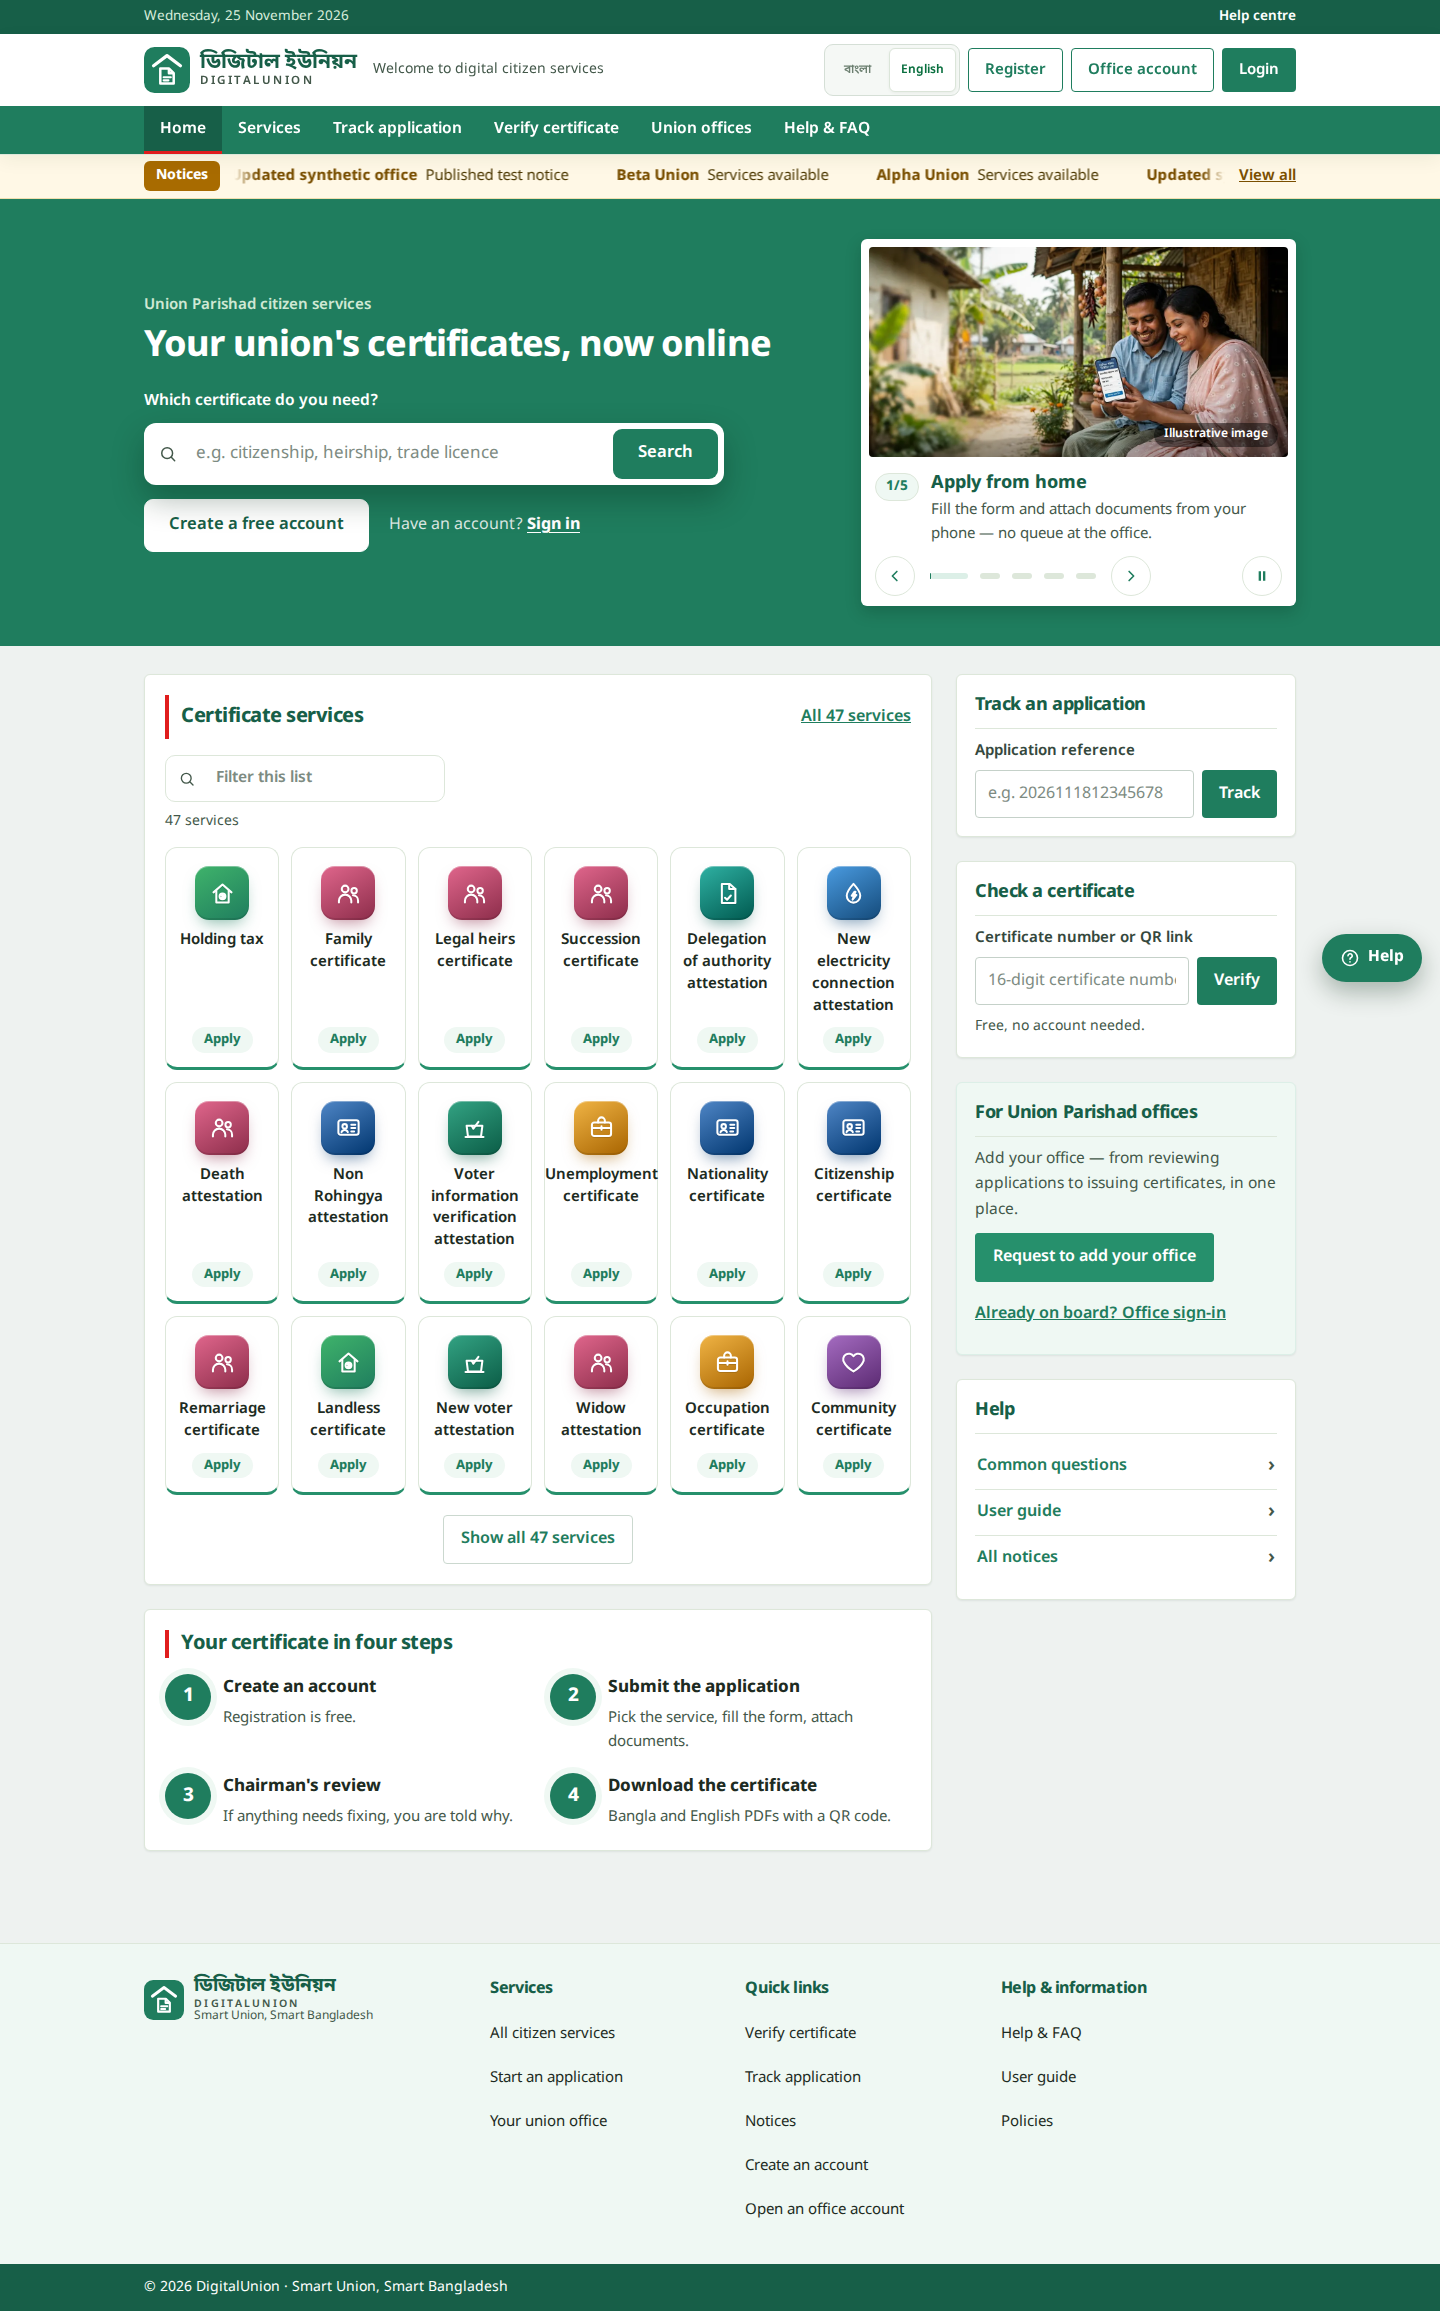 Wednesday, 25 November 2026
Help centre
ডিজিটাল ইউনিয়ন
DIGITALUNION
Welcome to digital citizen services
বাংলা
English
Register
Office account
Login
Home
Services
Track application
Verify certificate
Union offices
Help & FAQ
Notices
Updated synthetic office Published test notice
Beta Union Services available
Alpha Union Services available
Updated
View all
Union Parishad citizen services
Your union's certificates, now online
Which certificate do you need?
e.g. citizenship, heirship, trade licence
Search
Create a free account
Have an account? Sign in
Illustrative image
1/5
Apply from home
Fill the form and attach documents from your
phone — no queue at the office.
Certificate services
All 47 services
Filter this list
47 services
Holding tax
Apply
Family
certificate
Apply
Legal heirs
certificate
Apply
Succession
certificate
Apply
Delegation
of authority
attestation
Apply
New
electricity
connection
attestation
Apply
Death
attestation
Apply
Non
Rohingya
attestation
Apply
Voter
information
verification
attestation
Apply
Unemployment
certificate
Apply
Nationality
certificate
Apply
Citizenship
certificate
Apply
Remarriage
certificate
Apply
Landless
certificate
Apply
New voter
attestation
Apply
Widow
attestation
Apply
Occupation
certificate
Apply
Community
certificate
Apply
Show all 47 services
Your certificate in four steps
1
Create an account
Registration is free.
2
Submit the application
Pick the service, fill the form, attach
documents.
3
Chairman's review
If anything needs fixing, you are told why.
4
Download the certificate
Bangla and English PDFs with a QR code.
Track an application
Application reference
e.g. 2026111812345678
Track
Check a certificate
Certificate number or QR link
16-digit certificate numb
Verify
Free, no account needed.
For Union Parishad offices
Add your office — from reviewing
applications to issuing certificates, in one
place.
Request to add your office
Already on board? Office sign-in
Help
Common questions
User guide
All notices
Help
ডিজিটাল ইউনিয়ন
DIGITALUNION
Smart Union, Smart Bangladesh
Services
All citizen services
Start an application
Your union office
Quick links
Verify certificate
Track application
Notices
Create an account
Open an office account
Help & information
Help & FAQ
User guide
Policies
© 2026 DigitalUnion · Smart Union, Smart Bangladesh